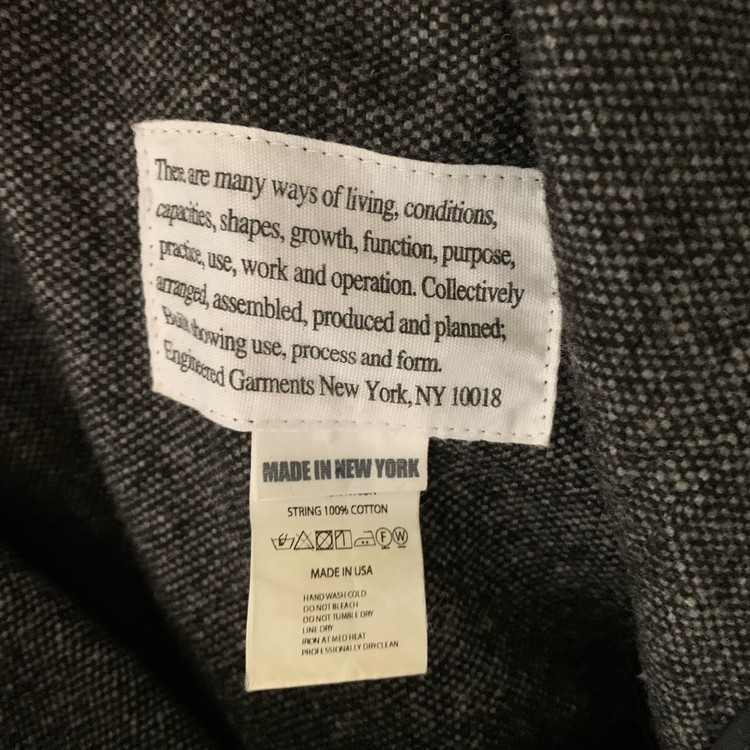 There are many ways of living, conditions,
capacities, shapes, growth, function, purpose,
practice, use, work and operation. Collectively
arranged, assembled, produced and planned;
Built showing use, process and form.
Engineered Garments New York, NY 10018
MADE IN NEW YORK
STRING 100% COTTON
F W
MADE IN USA
HAND WASH COLD
DO NOT BLEACH
DO NOT TUMBLE DRY
LINE DRY
IRON AT MED HEAT
PROFESSIONALLY DRYCLEAN